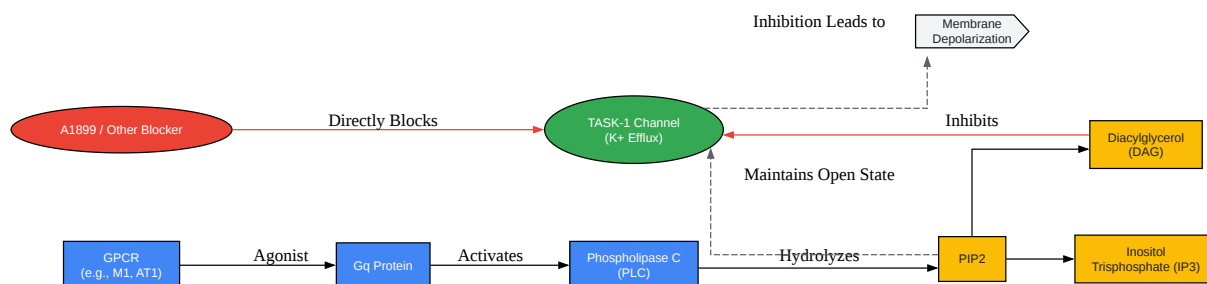 Inhibition Leads to
Membrane
Depolarization
A1899 / Other Blocker
Directly Blocks
TASK-1 Channel
(K+ Efflux)
Inhibits
Diacylglycerol
(DAG)
Maintains Open State
GPCR
(e.g., M1, AT1)
Agonist
Gq Protein
Activates
Phospholipase C
(PLC)
Hydrolyzes
PIP2
Inositol
Trisphosphate (IP3)